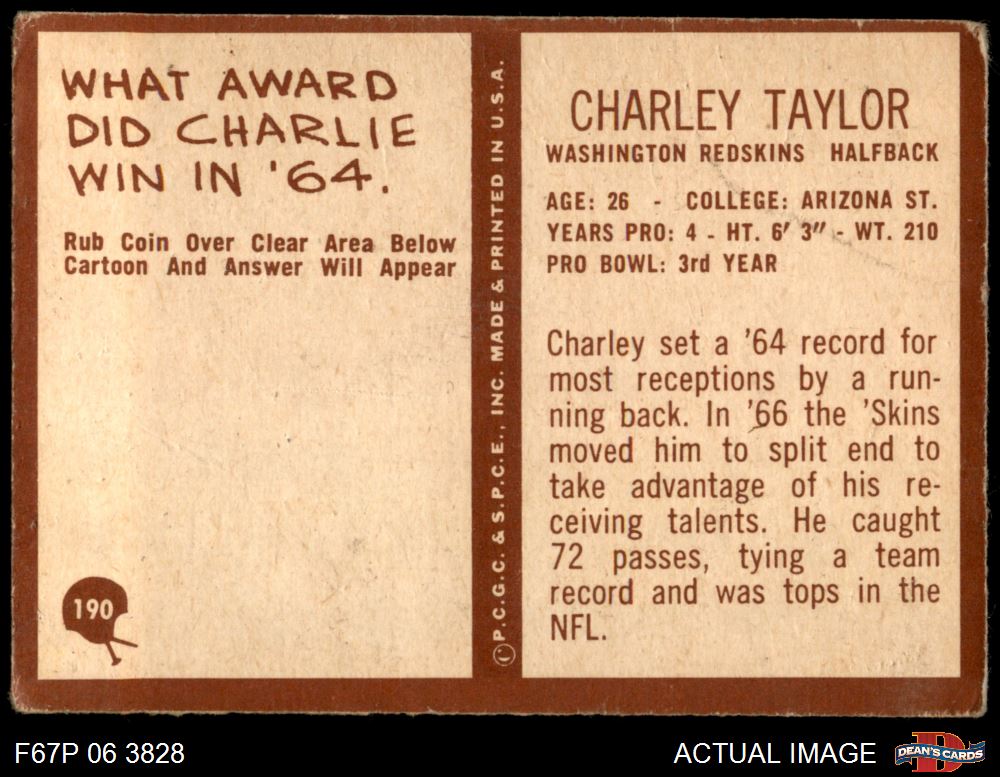 WHAT AWARD
DID CHARLIE
WIN IN '64.
Rub Coin Over Clear Area Below
Cartoon And Answer Will Appear
190
© P.C.G.C. & S.P.C.E., INC. MADE & PRINTED IN U.S.A.
CHARLEY TAYLOR
WASHINGTON REDSKINS HALFBACK
AGE: 26 - COLLEGE: ARIZONA ST.
YEARS PRO: 4 - HT. 6' 3" - WT. 210
PRO BOWL: 3rd YEAR
Charley set a '64 record for
most receptions by a run-
ning back. In '66 the 'Skins
moved him to split end to
take advantage of his re-
ceiving talents. He caught
72 passes, tying a team
record and was tops in the
NFL.
F67P 06 3828
ACTUAL IMAGE
D
DEAN'S CARDS